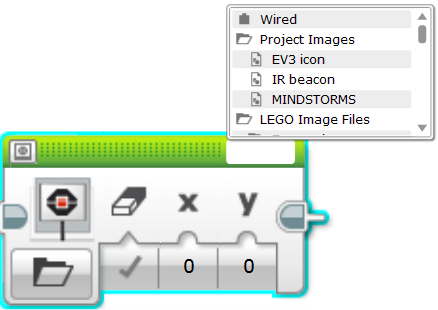 Wired
Project Images
EV3 icon
IR beacon
MINDSTORMS
LEGO Image Files
x
y
0
0